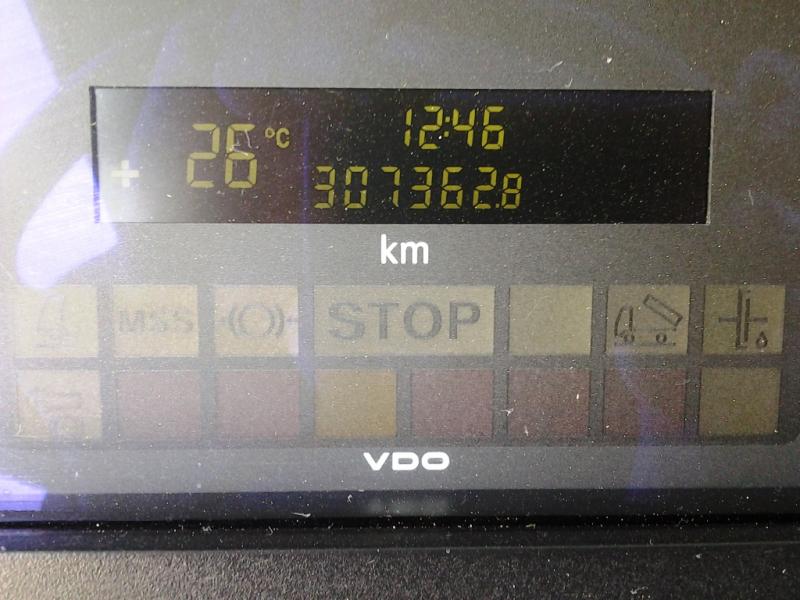 26 °C 12:46
+ 307362.8
km
MSS STOP
VDO